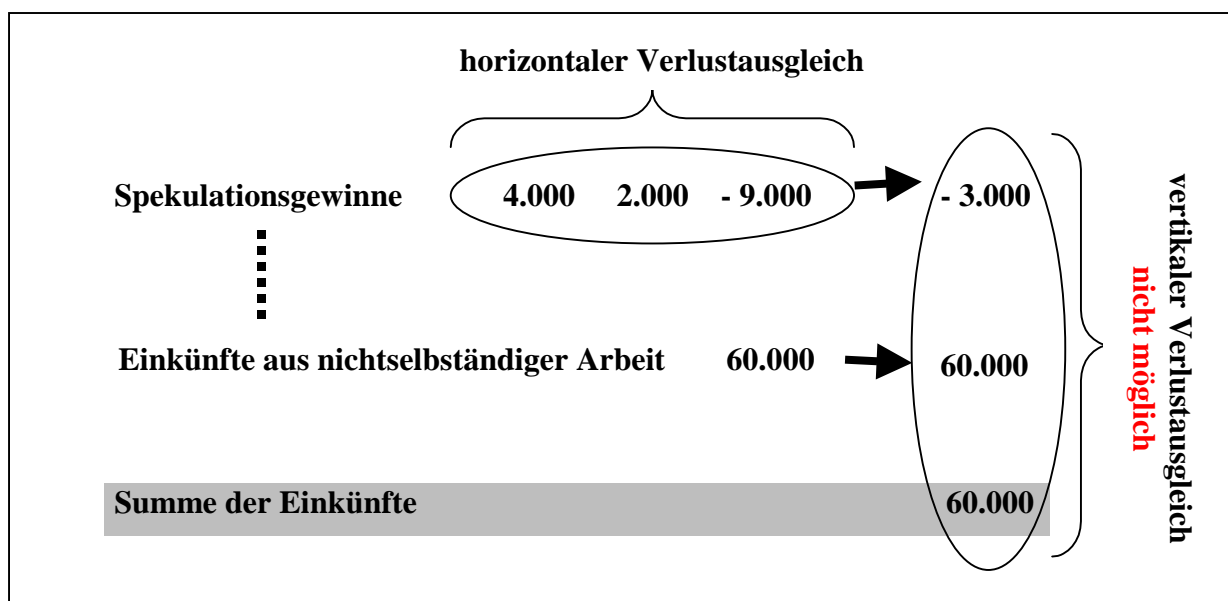 horizontaler Verlustausgleich
Spekulationsgewinne 4.000 2.000 - 9.000 - 3.000
Einkünfte aus nichtselbständiger Arbeit 60.000 60.000
Summe der Einkünfte 60.000
vertikaler Verlustausgleich
nicht möglich